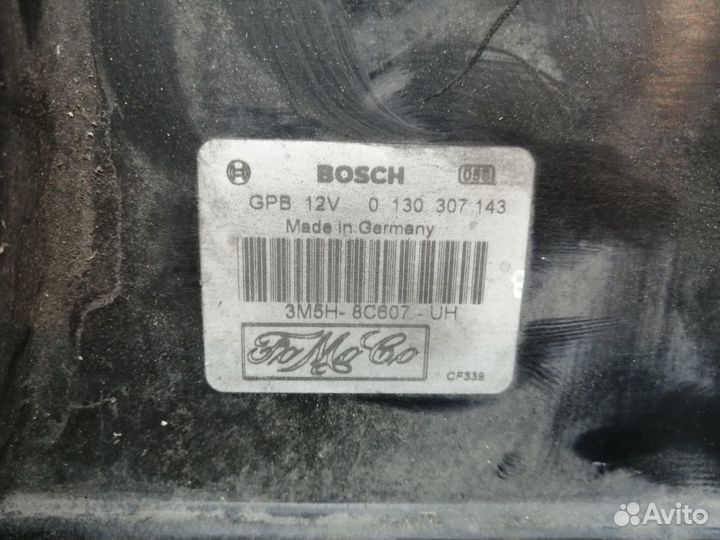 BOSCH 058
GPB 12V 0 130 307 143
Made in Germany
3M5H- 8C607 - UH
FoMoCo
CF339
Avito